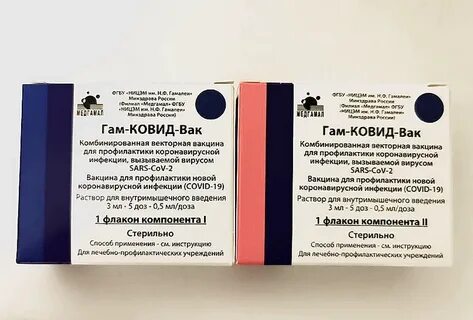 ФГБУ «НИЦЭМ им. Н.Ф. Гамалеи»
Минздрава России
(Филиал «Медгамал» ФГБУ
«НИЦЭМ им. Н.Ф. Гамалеи»
Минздрава России)
МЕДГАМАЛ
Гам-КОВИД-Вак
Комбинированная векторная вакцина
для профилактики коронавирусной
инфекции, вызываемой вирусом
SARS-CoV-2
Вакцина для профилактики новой
коронавирусной инфекции (COVID-19)
Раствор для внутримышечного введения
3 мл - 5 доз - 0,5 мл/доза
1 флакон компонента I
Стерильно
Способ применения - см. инструкцию
Для лечебно-профилактических учреждений
ФГБУ «НИЦЭМ им. Н.Ф. Гамалеи»
Минздрава России
(Филиал «Медгамал» ФГБУ
«НИЦЭМ им. Н.Ф. Гамалеи»
Минздрава России)
МЕДГАМАЛ
Гам-КОВИД-Вак
Комбинированная векторная вакцина
для профилактики коронавирусной
инфекции, вызываемой вирусом
SARS-CoV-2
Вакцина для профилактики новой
коронавирусной инфекции (COVID-19)
Раствор для внутримышечного введения
3 мл - 5 доз - 0,5 мл/доза
1 флакон компонента II
Стерильно
Способ применения - см. инструкцию
Для лечебно-профилактических учреждений